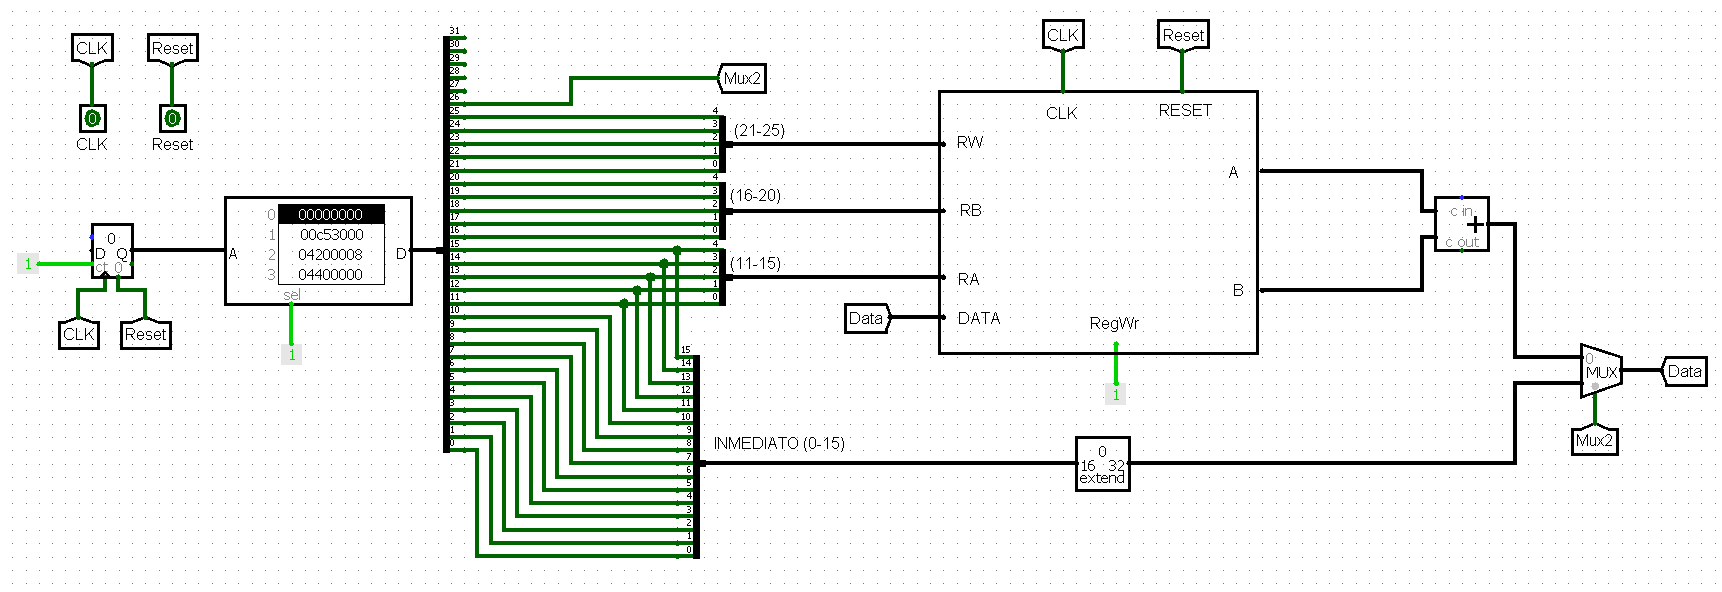 CLK
Reset
0
0
CLK
Reset
0
D Q
ct 0
1
CLK
Reset
A
0 00000000
1 00c53000
2 04200008
3 04400000
D
sel
1
31
30
29
28
27
26
25
24
23
22
21
20
19
18
17
16
15
14
13
12
11
10
9
8
7
6
5
4
3
2
1
0
Mux2
4
3
2
1
0
(21-25)
4
3
2
1
0
(16-20)
4
3
2
1
0
(11-15)
15
14
13
12
11
10
9
8
7
6
5
4
3
2
1
0
INMEDIATO (0-15)
CLK
Reset
CLK
RESET
RW
RB
RA
Data
DATA
RegWr
1
A
B
c in
+
c out
0
16 32
extend
0
MUX
Data
Mux2